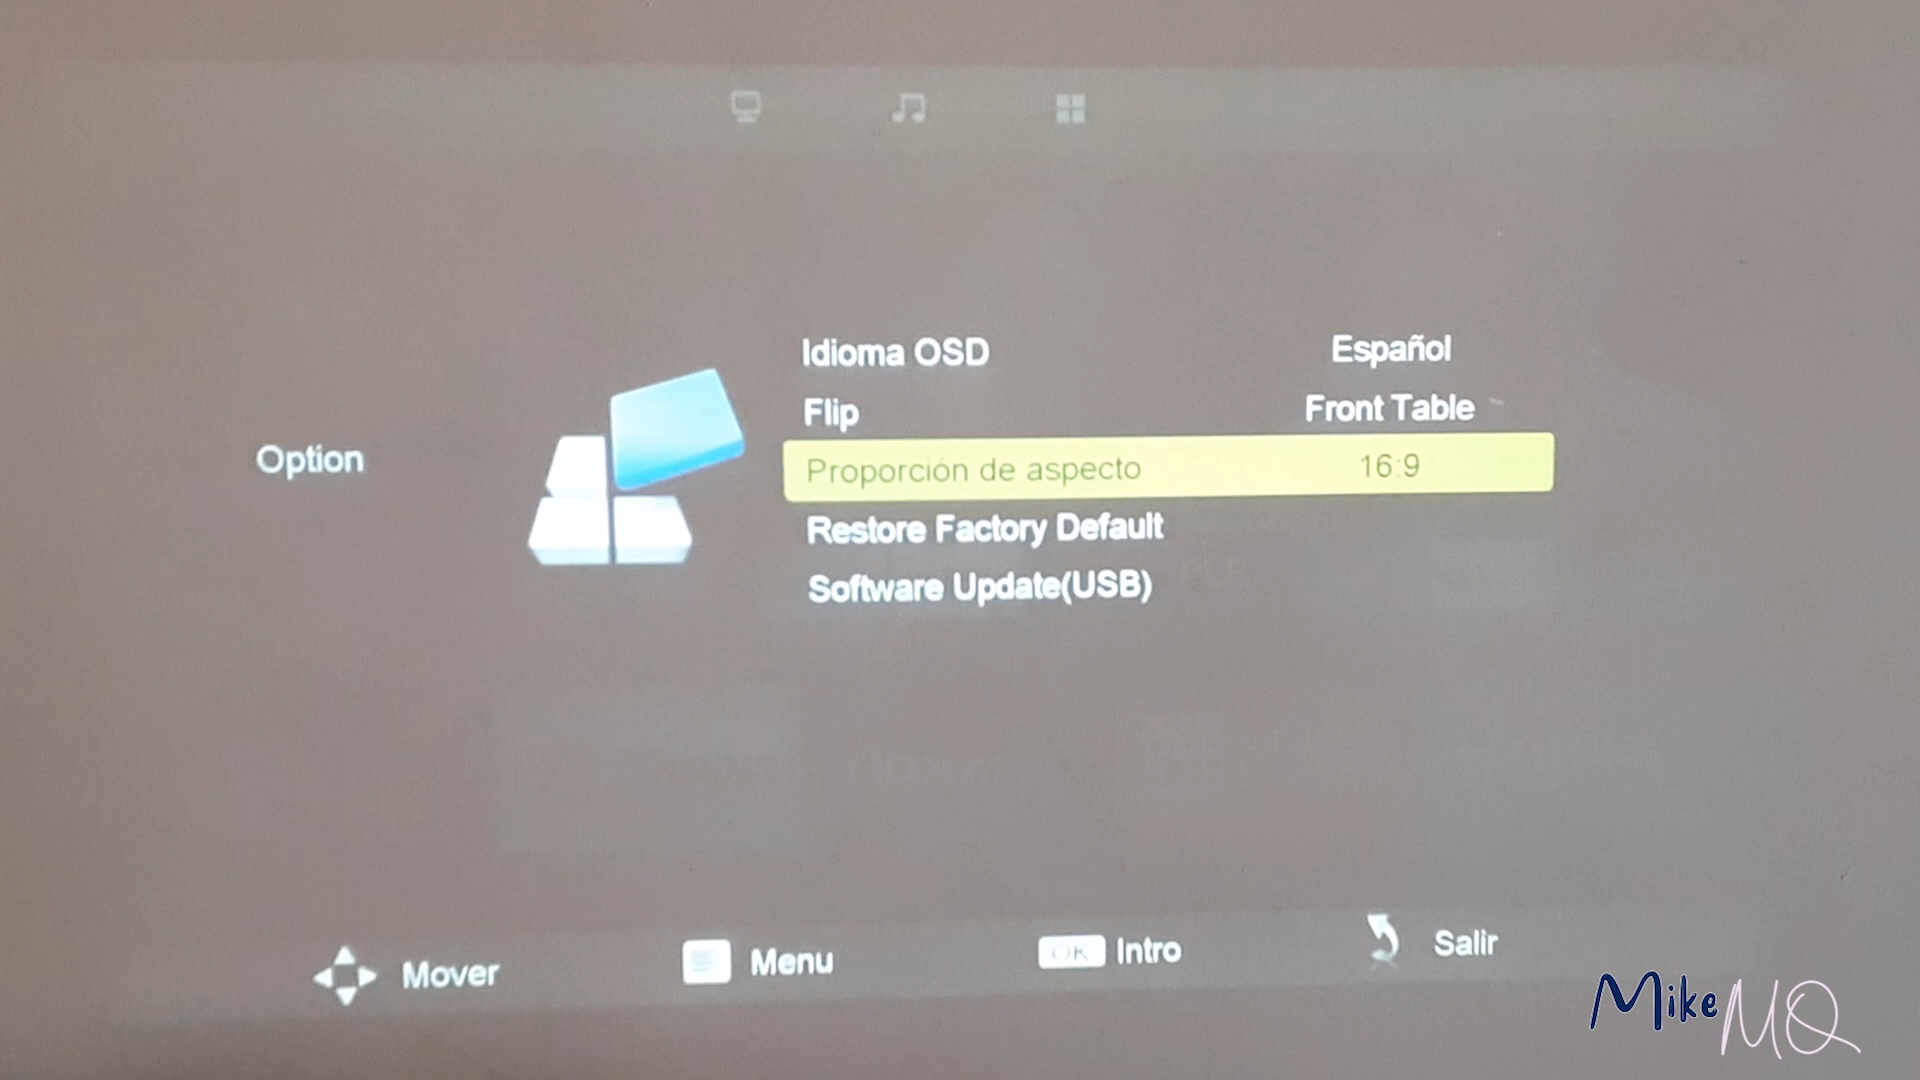 Idioma OSD Español
Flip Front Table
Option
Proporción de aspecto 16:9
Restore Factory Default
Software Update(USB)
Mover Menu OK Intro Salir
MikeMQ